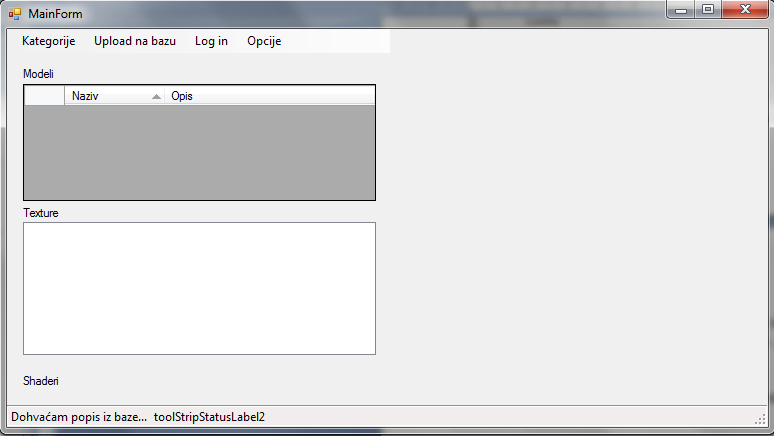 MainForm
Kategorije Upload na bazu Log in Opcije
Modeli
Naziv Opis
Texture
Shaderi
Dohvaćam popis iz baze... toolStripStatusLabel2